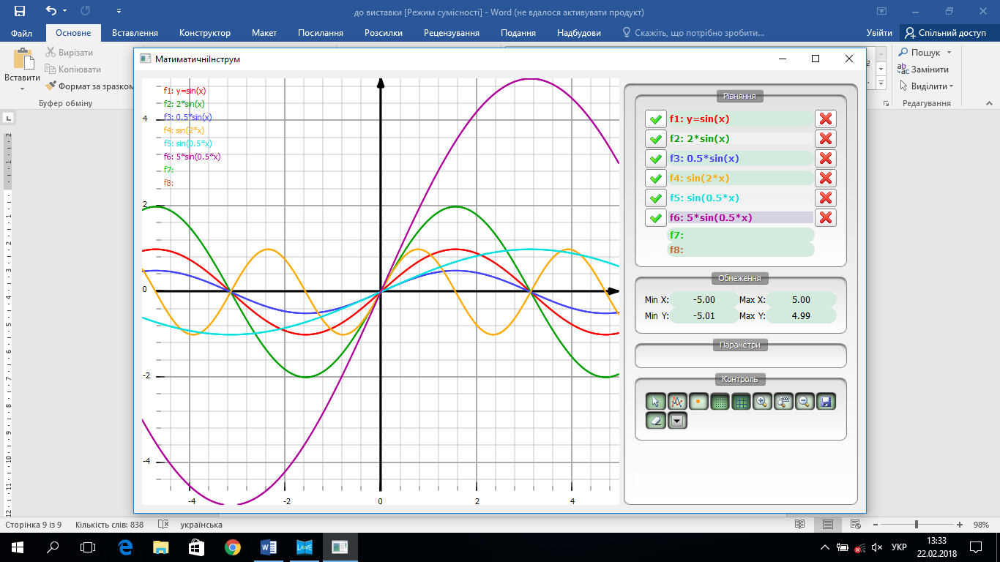 до виставки [Режим сумісності] - Word (не вдалося активувати продукт)
Файл Основне Вставлення Конструктор Макет Посилання Розсилки Рецензування Подання Надбудови Скажіть, що потрібно зробити... Увійти Спільний доступ
Вставити
Вирізати
Копіювати
Формат за зразком
Буфер обміну
Пошук
Замінити
Виділити
Редагування
МатиматичніІнструм
f1: y=sin(x)
f2: 2*sin(x)
f3: 0.5*sin(x)
f4: sin(2*x)
f5: sin(0.5*x)
f6: 5*sin(0.5*x)
f7:
f8:
4
2
0
-2
-4
-4 -2 0 2 4
Рівняння
f1: y=sin(x)
f2: 2*sin(x)
f3: 0.5*sin(x)
f4: sin(2*x)
f5: sin(0.5*x)
f6: 5*sin(0.5*x)
f7:
f8:
Обмеження
Min X: -5.00 Max X: 5.00
Min Y: -5.01 Max Y: 4.99
Параметри
Контроль
Сторінка 9 із 9 Кількість слів: 838 українська 98%
УКР 13:33
22.02.2018